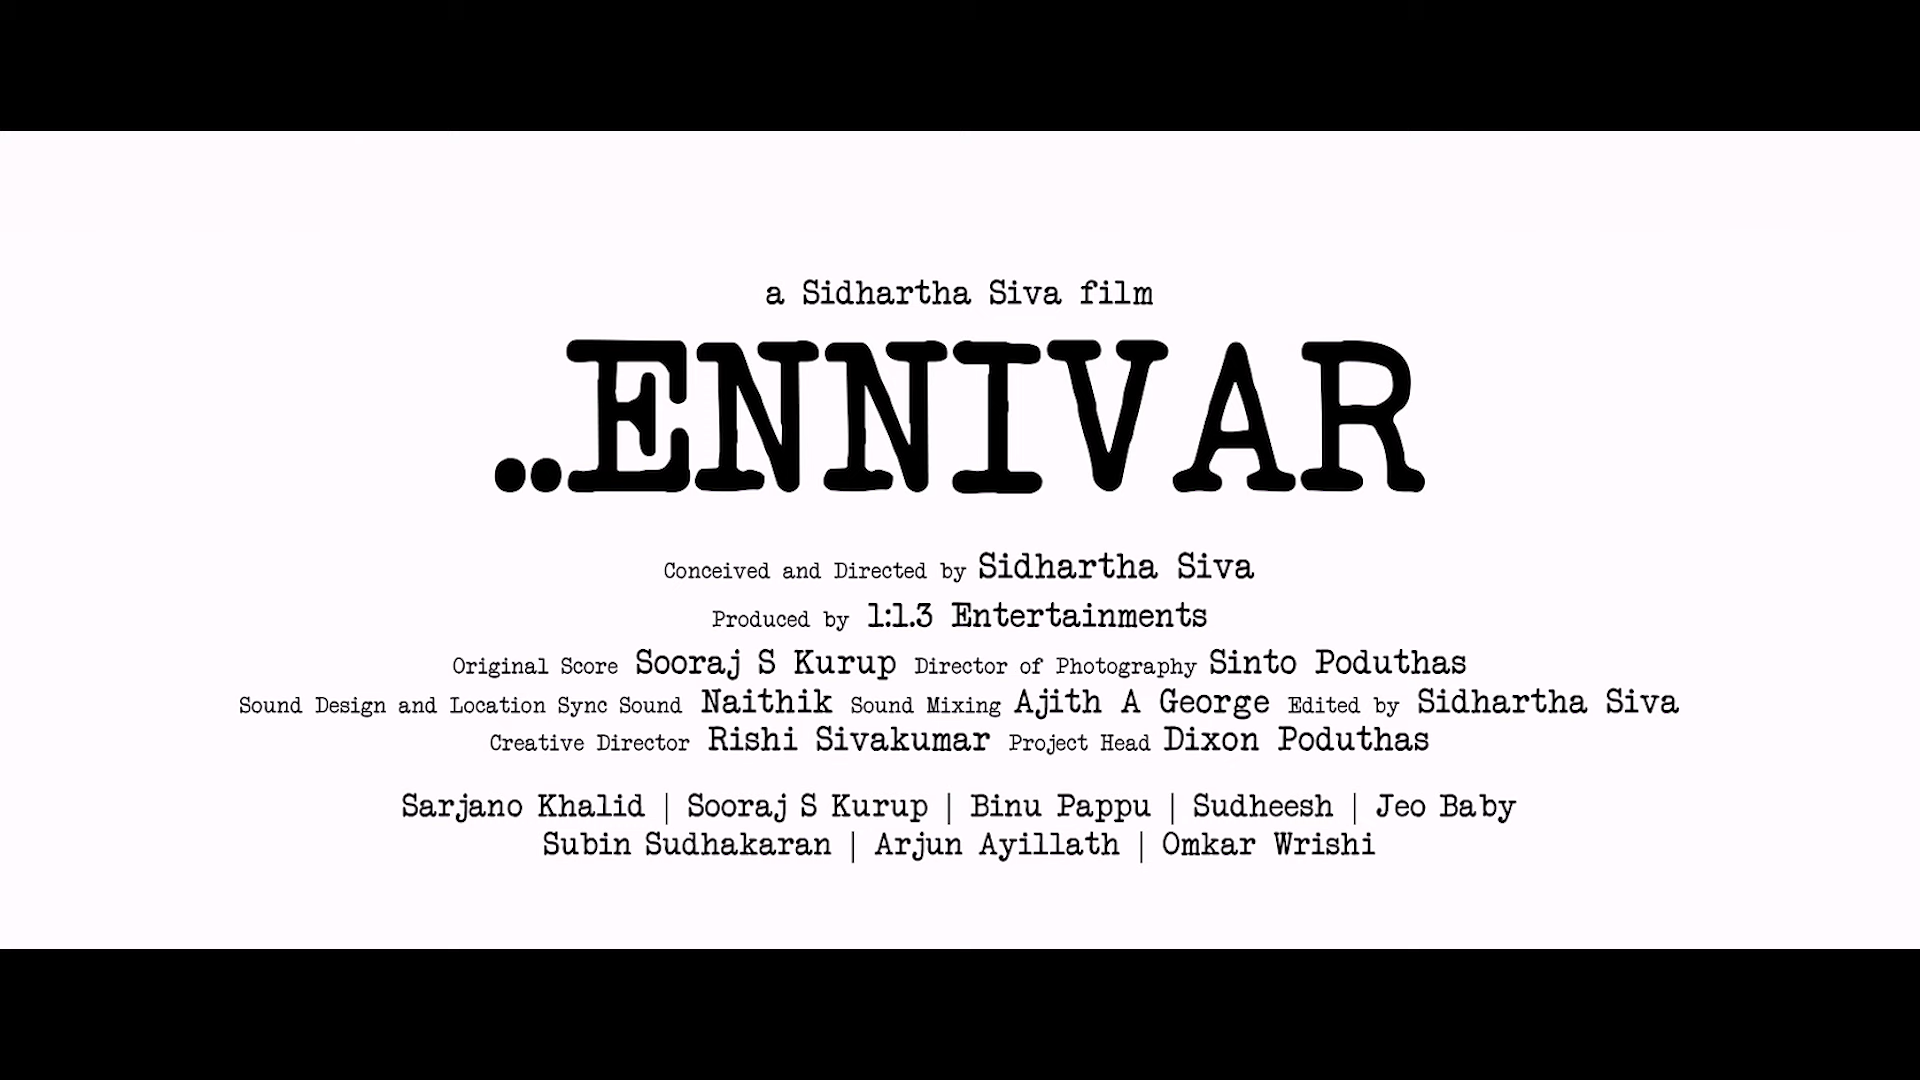 a Sidhartha Siva film
..ENNIVAR
Conceived and Directed by Sidhartha Siva
Produced by 1:1.3 Entertainments
Original Score Sooraj S Kurup Director of Photography Sinto Poduthas
Sound Design and Location Sync Sound Naithik Sound Mixing Ajith A George Edited by Sidhartha Siva
Creative Director Rishi Sivakumar Project Head Dixon Poduthas
Sarjano Khalid | Sooraj S Kurup | Binu Pappu | Sudheesh | Jeo Baby
Subin Sudhakaran | Arjun Ayillath | Omkar Wrishi